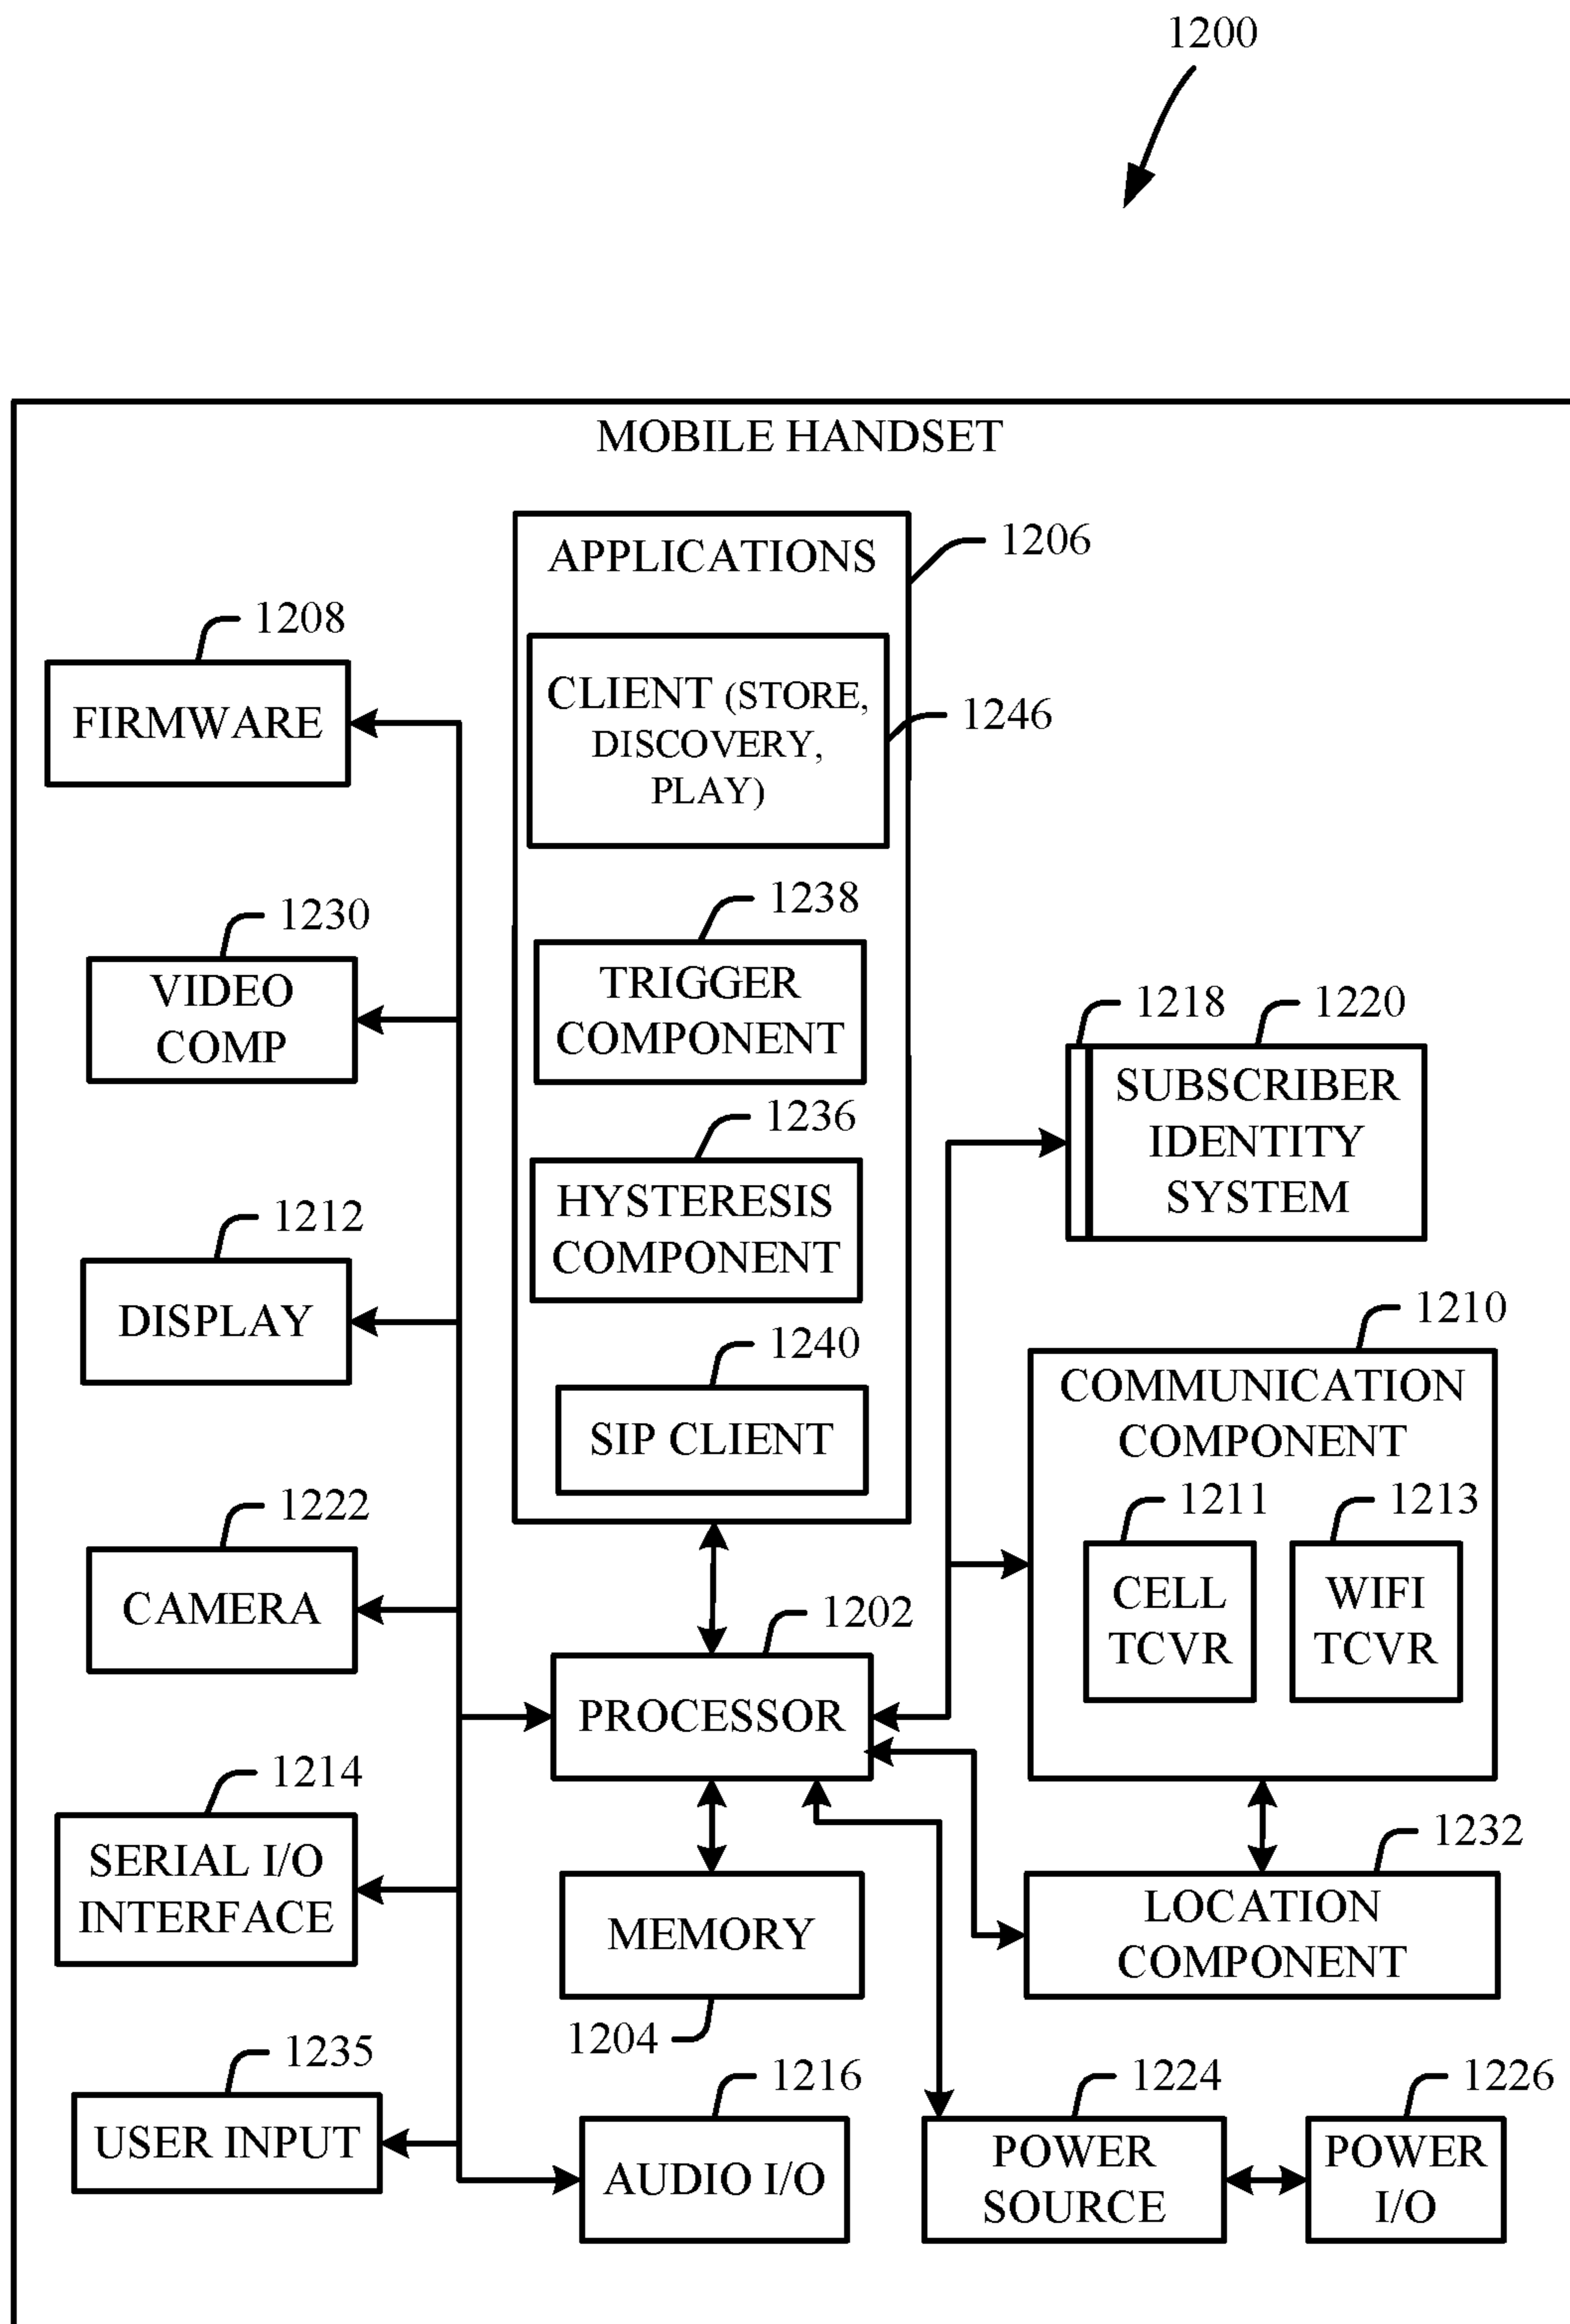 1200
MOBILE HANDSET
APPLICATIONS
1206
1208
FIRMWARE
CLIENT (STORE,
DISCOVERY,
PLAY)
1246
1230
VIDEO
COMP
1238
TRIGGER
COMPONENT
1218
1220
SUBSCRIBER
IDENTITY
SYSTEM
1236
HYSTERESIS
COMPONENT
1212
DISPLAY
1240
SIP CLIENT
1210
COMMUNICATION
COMPONENT
1211
CELL
TCVR
1213
WIFI
TCVR
1222
CAMERA
1202
PROCESSOR
1214
SERIAL I/O
INTERFACE
MEMORY
1204
1232
LOCATION
COMPONENT
1235
USER INPUT
1216
AUDIO I/O
1224
POWER
SOURCE
1226
POWER
I/O